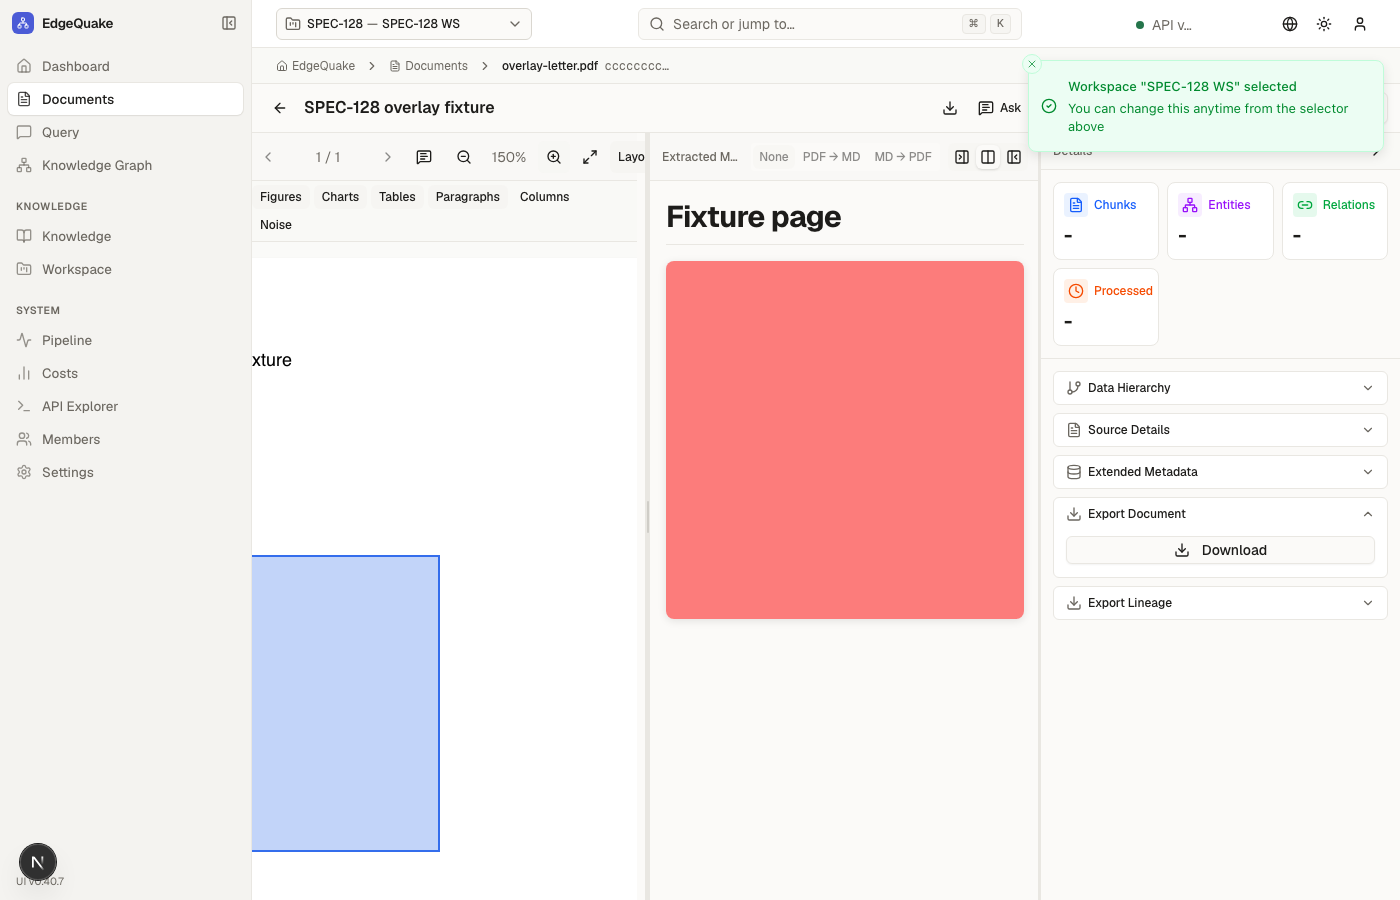 EdgeQuake
SPEC-128 — SPEC-128 WS
Search or jump to...
⌘ K
API v...
Dashboard
Documents
Query
Knowledge Graph
KNOWLEDGE
Knowledge
Workspace
SYSTEM
Pipeline
Costs
API Explorer
Members
Settings
N
EdgeQuake
Documents
overlay-letter.pdf
cccccccc...
SPEC-128 overlay fixture
Ask
Workspace "SPEC-128 WS" selected
You can change this anytime from the selector
above
1 / 1
150%
Layo
Figures
Charts
Tables
Paragraphs
Columns
Noise
xture
Extracted M...
None
PDF → MD
MD → PDF
Fixture page
Details
Chunks
-
Entities
-
Relations
-
Processed
-
Data Hierarchy
Source Details
Extended Metadata
Export Document
Download
Export Lineage